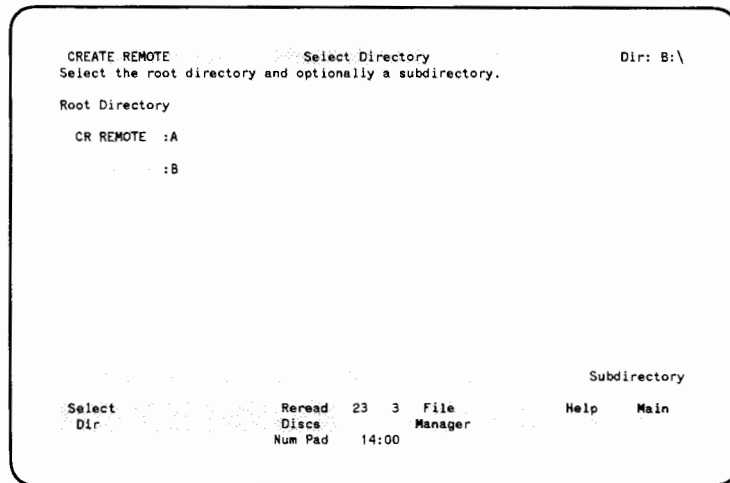 CREATE REMOTE Select Directory Dir: B:\
Select the root directory and optionally a subdirectory.
Root Directory
CR REMOTE :A
:B
Subdirectory
Select Reread 23 3 File Help Main
Dir Discs Manager
Num Pad 14:00